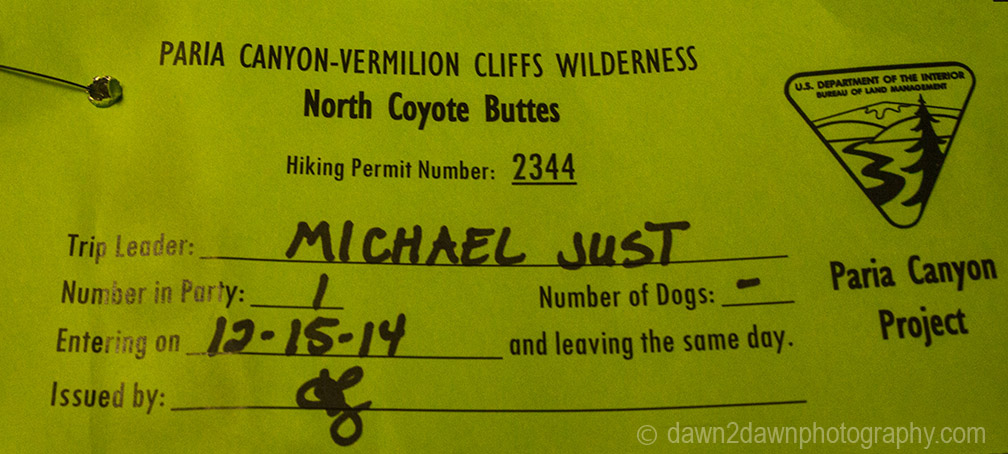 PARIA CANYON-VERMILION CLIFFS WILDERNESS
North Coyote Buttes
U.S. DEPARTMENT OF THE INTERIOR
BUREAU OF LAND MANAGEMENT
Hiking Permit Number: 2344
Trip Leader: MICHAEL JUST
Number in Party: 1 Number of Dogs: -
Entering on 12-15-14 and leaving the same day.
Issued by:
Paria Canyon
Project
© dawn2dawnphotography.com